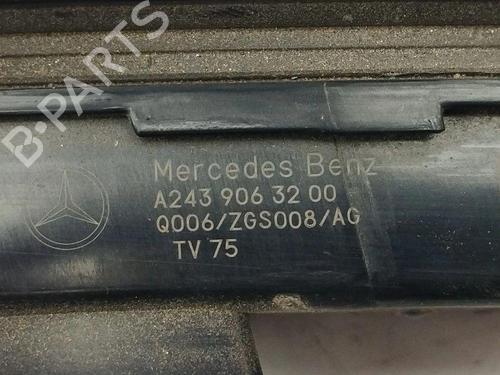 B-PARTS
Mercedes Benz
A243 906 32 00
Q006/ZGS008/AG
TV 75